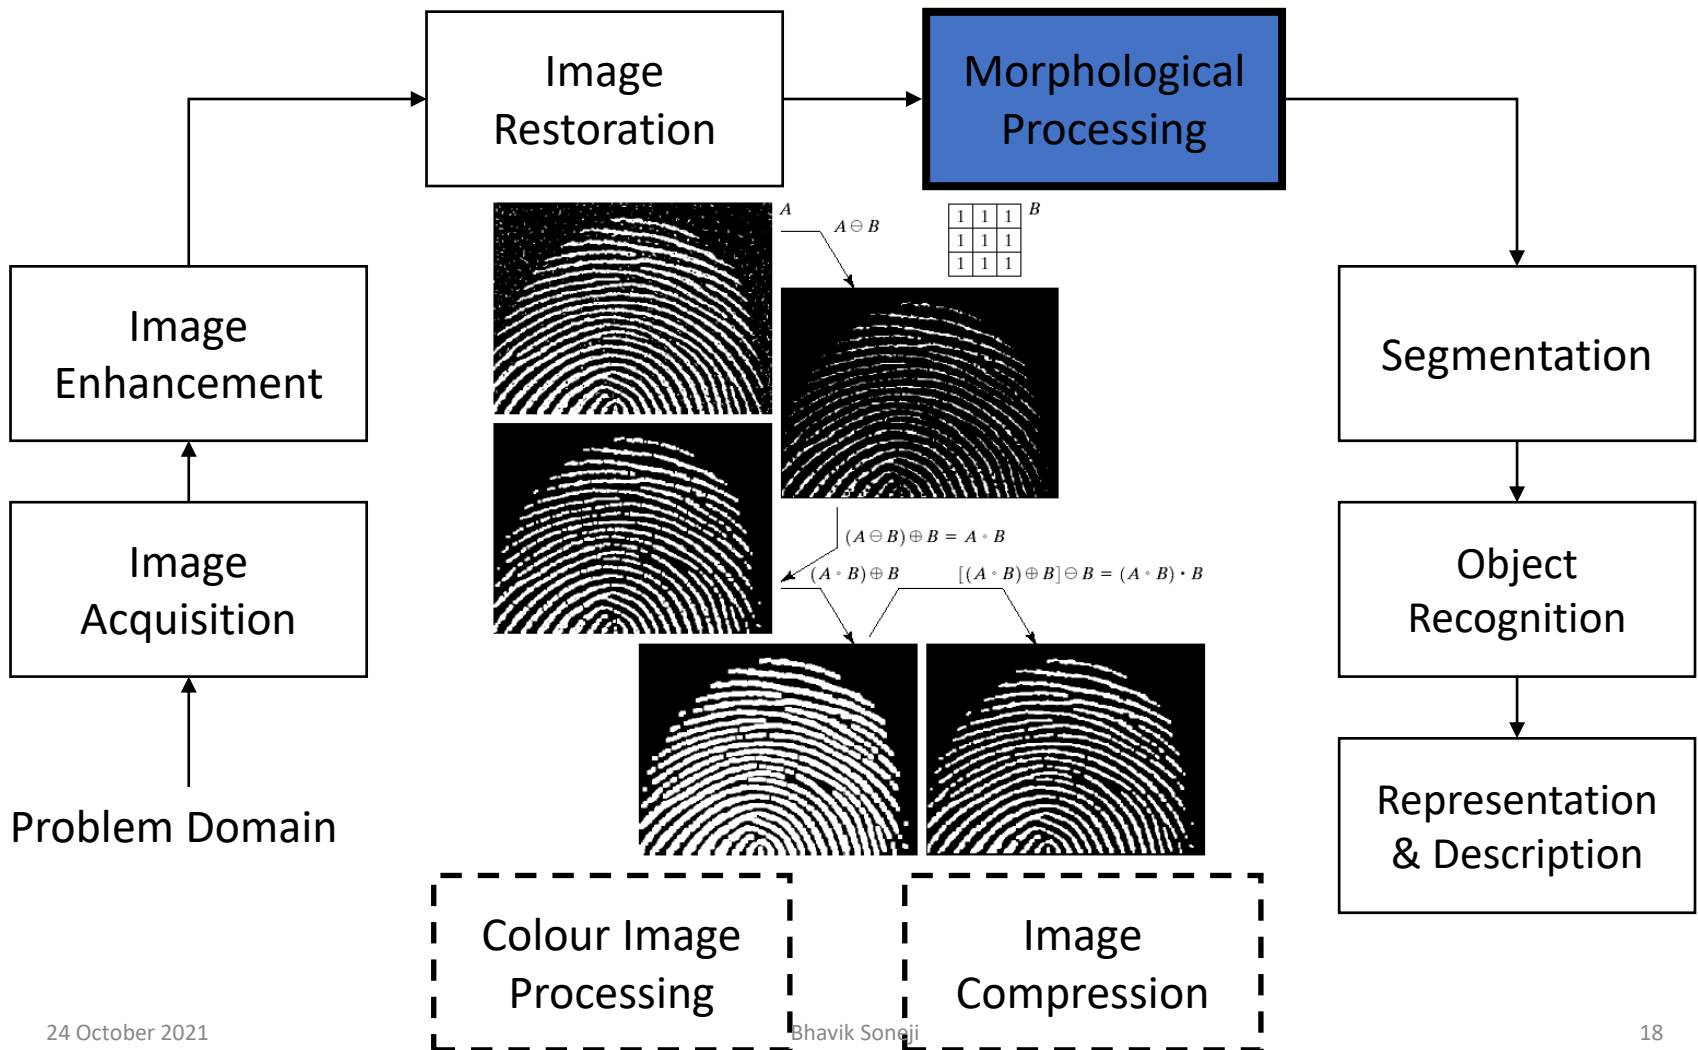 Image
Restoration
Morphological
Processing
Image
Enhancement
Image
Acquisition
Problem Domain
A
A ⊖ B
1 1 1
1 1 1
1 1 1
B
(A ⊖ B) ⊕ B = A ∘ B
(A ∘ B) ⊕ B
[(A ∘ B) ⊕ B] ⊖ B = (A ∘ B) • B
Segmentation
Object
Recognition
Representation
& Description
Colour Image
Processing
Image
Compression
24 October 2021
Bhavik Soneji
18